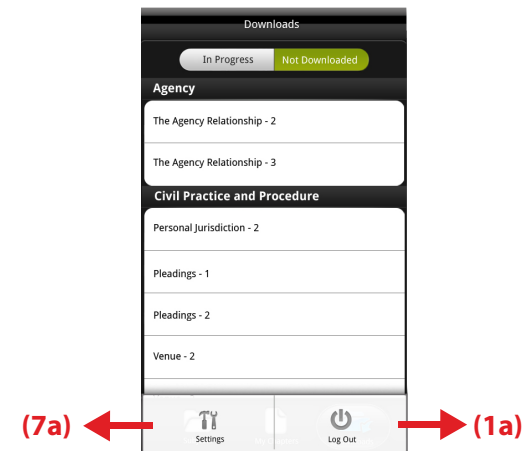 Downloads
In Progress Not Downloaded
Agency
The Agency Relationship - 2
The Agency Relationship - 3
Civil Practice and Procedure
Personal Jurisdiction - 2
Pleadings - 1
Pleadings - 2
Venue - 2
(7a) Settings Log Out (1a)